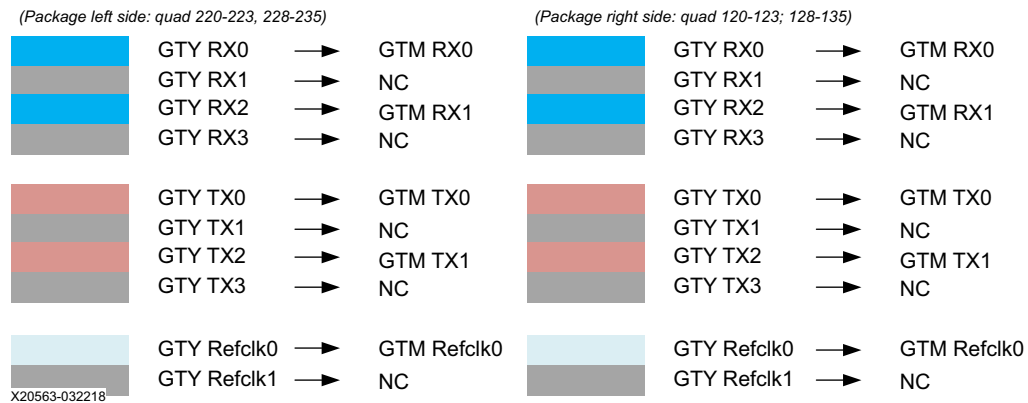 (Package left side: quad 220-223, 228-235)
GTY RX0 GTM RX0
GTY RX1 NC
GTY RX2 GTM RX1
GTY RX3 NC
GTY TX0 GTM TX0
GTY TX1 NC
GTY TX2 GTM TX1
GTY TX3 NC
GTY Refclk0 GTM Refclk0
GTY Refclk1 NC
X20563-032218
(Package right side: quad 120-123; 128-135)
GTY RX0 GTM RX0
GTY RX1 NC
GTY RX2 GTM RX1
GTY RX3 NC
GTY TX0 GTM TX0
GTY TX1 NC
GTY TX2 GTM TX1
GTY TX3 NC
GTY Refclk0 GTM Refclk0
GTY Refclk1 NC